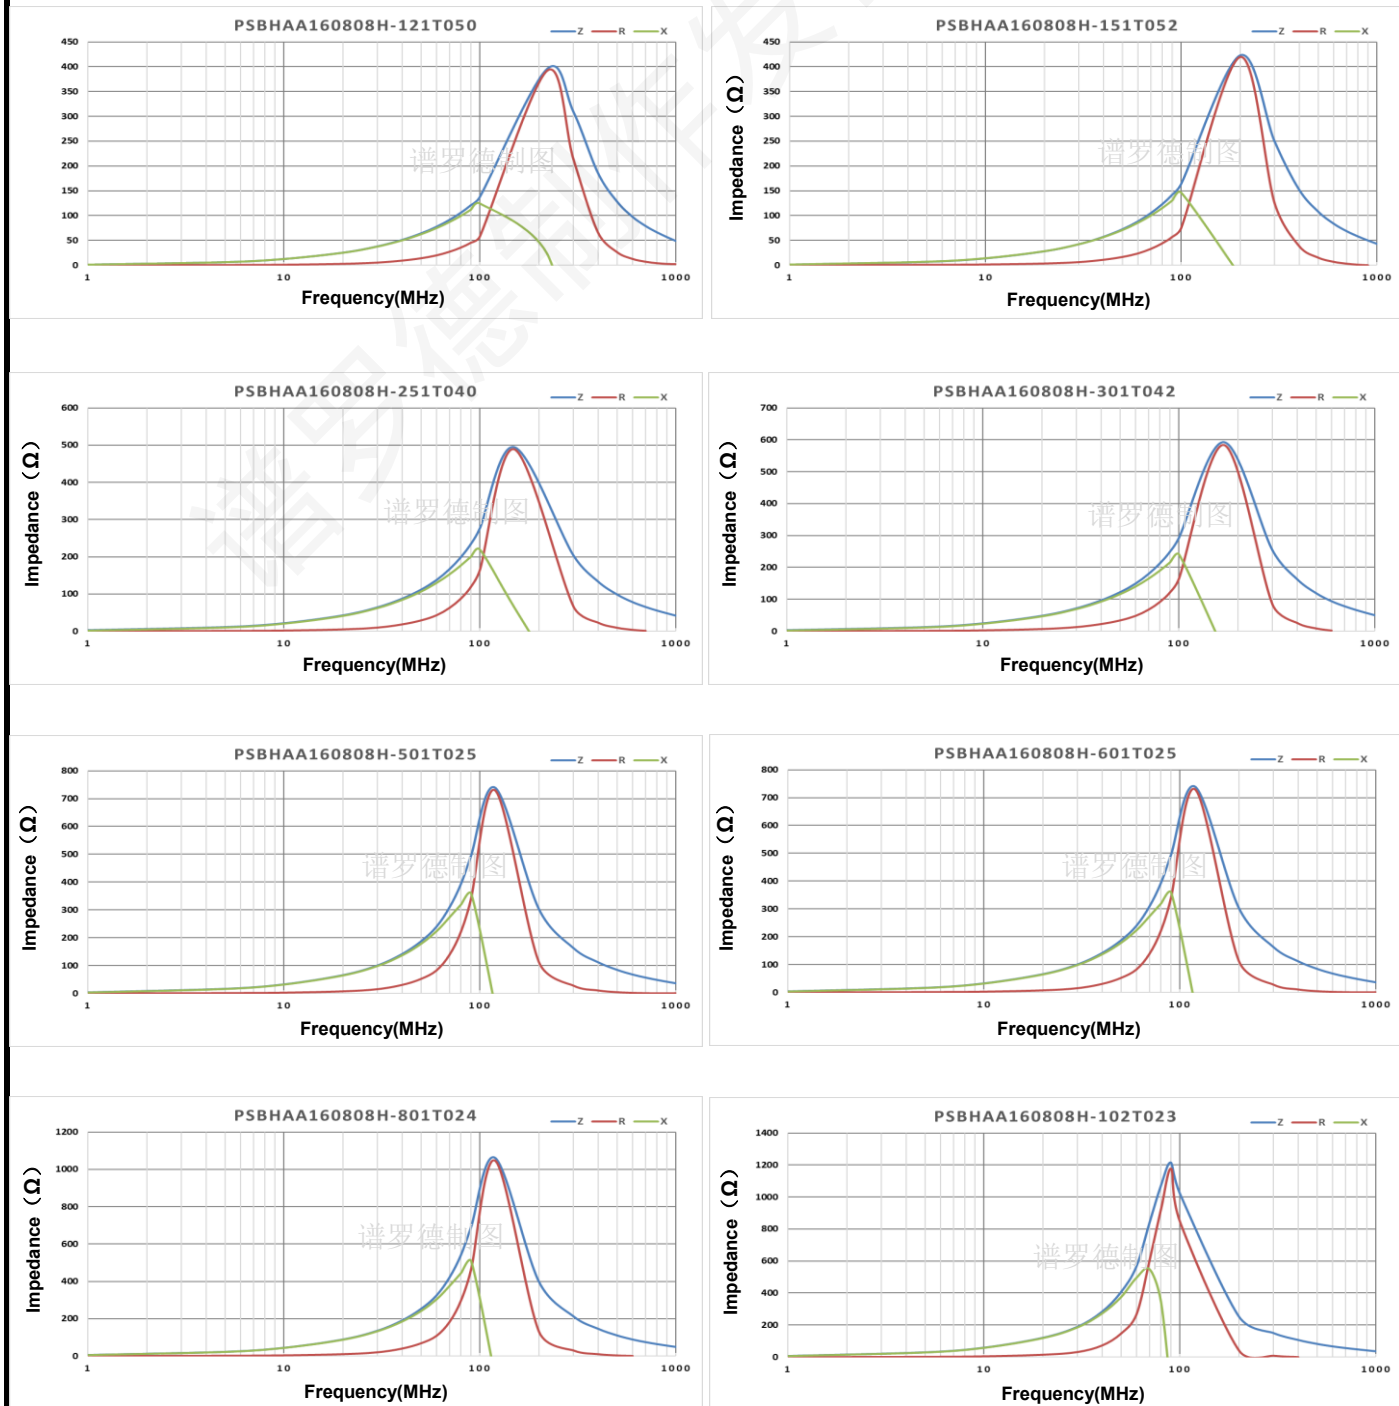 PSBHAA160808H-121T050
Z R X
450
400
350
300
250
200
150
100
50
0
1 10 100 1000
Frequency(MHz)
谱罗德制图
PSBHAA160808H-151T052
Z R X
Impedance（Ω）
450
400
350
300
250
200
150
100
50
0
1 10 100 1000
Frequency(MHz)
谱罗德制图
PSBHAA160808H-251T040
Z R X
Impedance（Ω）
600
500
400
300
200
100
0
1 10 100 1000
Frequency(MHz)
谱罗德制图
PSBHAA160808H-301T042
Z R X
Impedance（Ω）
700
600
500
400
300
200
100
0
1 10 100 1000
Frequency(MHz)
谱罗德制图
PSBHAA160808H-501T025
Z R X
Impedance（Ω）
800
700
600
500
400
300
200
100
0
1 10 100 1000
Frequency(MHz)
谱罗德制图
PSBHAA160808H-601T025
Z R X
Impedance（Ω）
800
700
600
500
400
300
200
100
0
1 10 100 1000
Frequency(MHz)
谱罗德制图
PSBHAA160808H-801T024
Z R X
Impedance（Ω）
1200
1000
800
600
400
200
0
1 10 100 1000
Frequency(MHz)
谱罗德制图
PSBHAA160808H-102T023
Z R X
Impedance（Ω）
1400
1200
1000
800
600
400
200
0
1 10 100 1000
Frequency(MHz)
谱罗德制图
谱罗德制作发